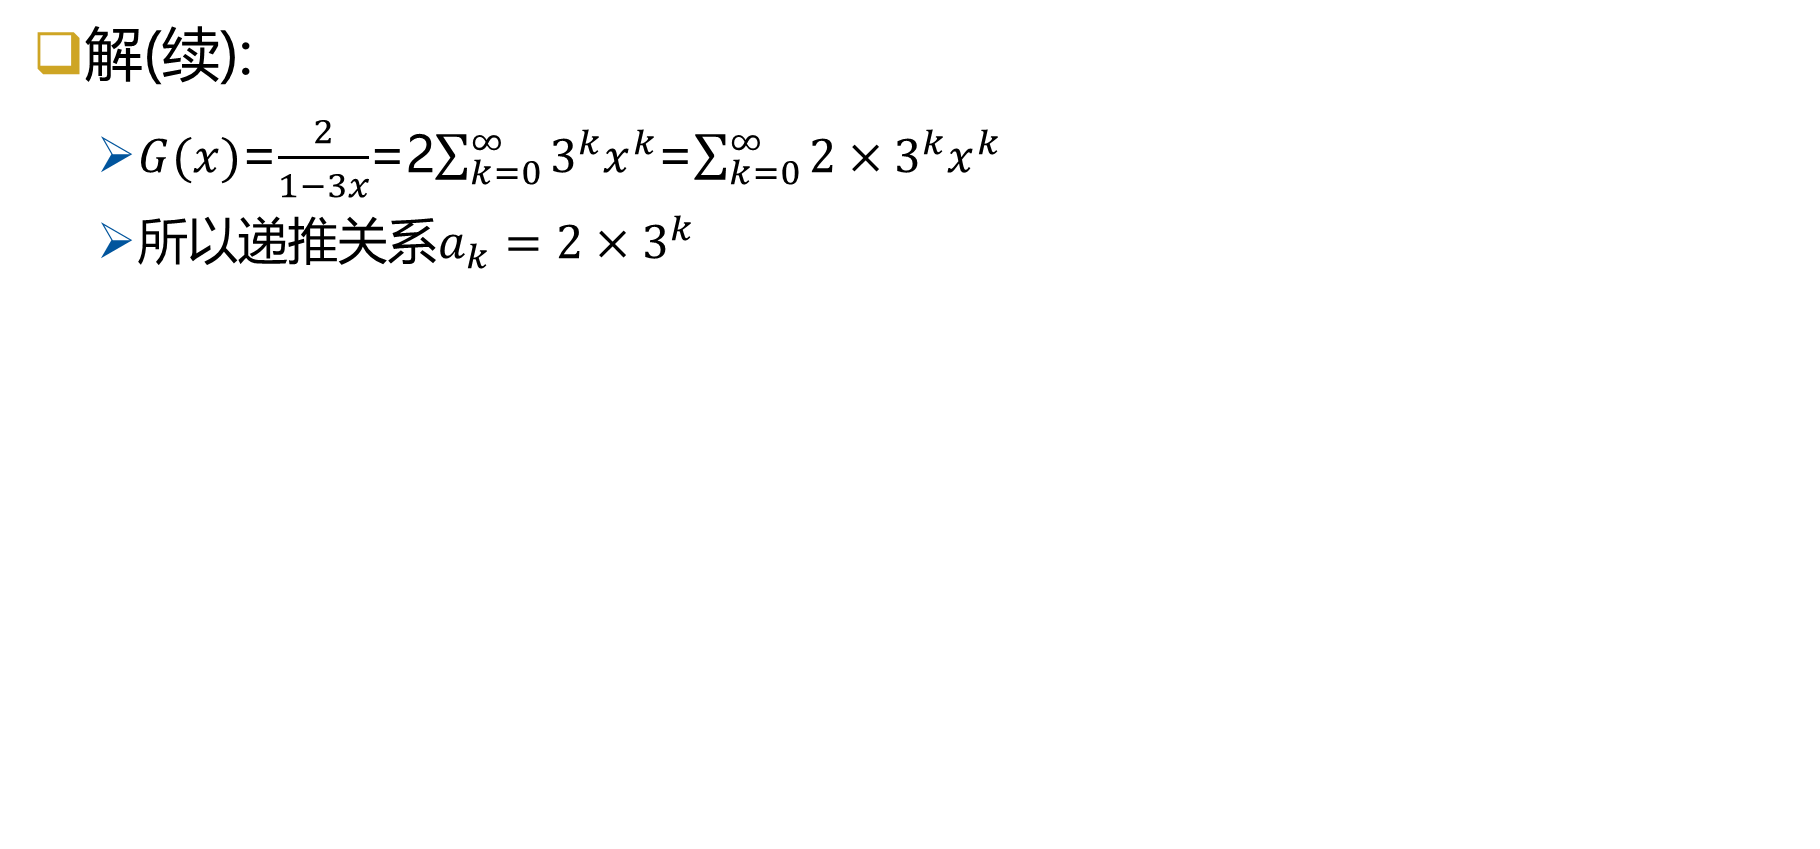 ❑解(续):
➢G(x)=\frac{2}{1-3x}=2∑_{k=0}^{∞} 3^k x^k=∑_{k=0}^{∞} 2 × 3^k x^k
➢所以递推关系a_k = 2 × 3^k